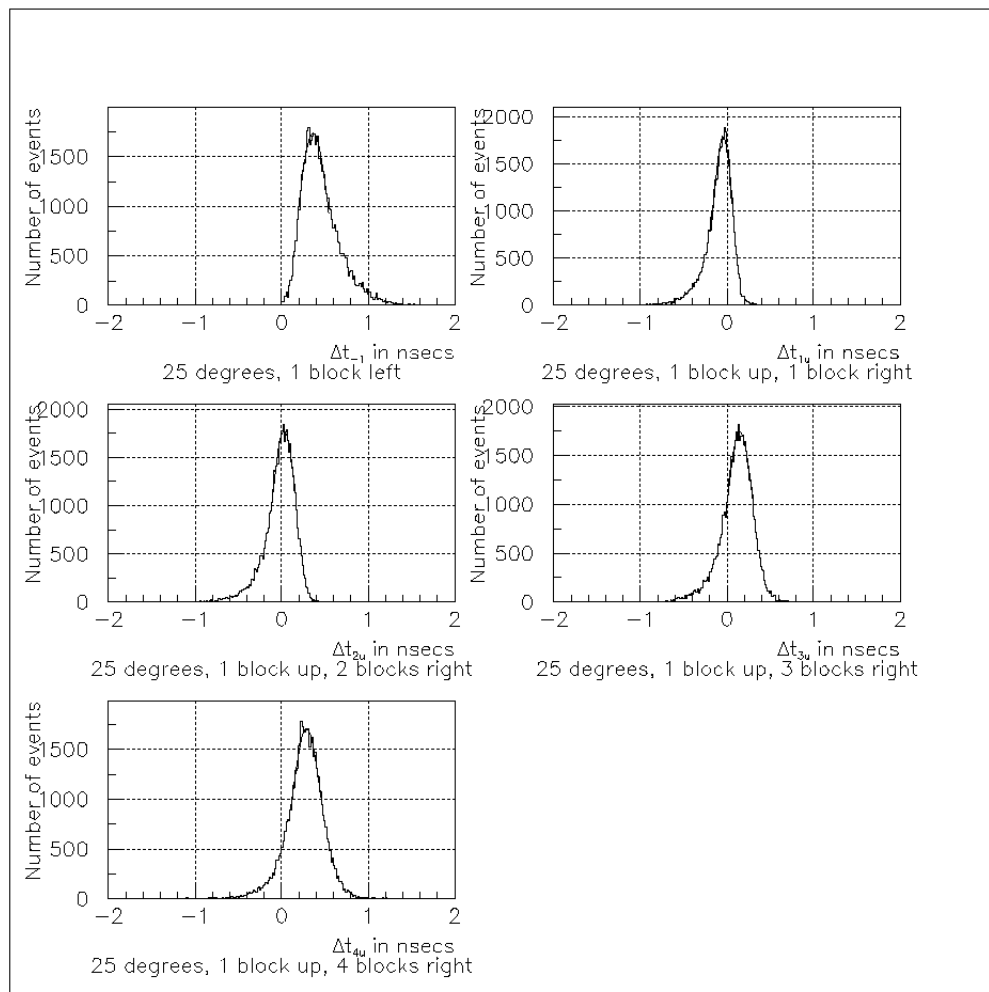 Number of events
1500
1000
500
0
−2 −1 0 1 2
Δt₋₁ in nsecs
25 degrees, 1 block left
Number of events
2000
1500
1000
500
0
−2 −1 0 1 2
Δt₁ᵤ in nsecs
25 degrees, 1 block up, 1 block right
Number of events
2000
1500
1000
500
0
−2 −1 0 1 2
Δt₂ᵤ in nsecs
25 degrees, 1 block up, 2 blocks right
Number of events
2000
1500
1000
500
0
−2 −1 0 1 2
Δt₃ᵤ in nsecs
25 degrees, 1 block up, 3 blocks right
Number of events
1500
1000
500
0
−2 −1 0 1 2
Δt₄ᵤ in nsecs
25 degrees, 1 block up, 4 blocks right